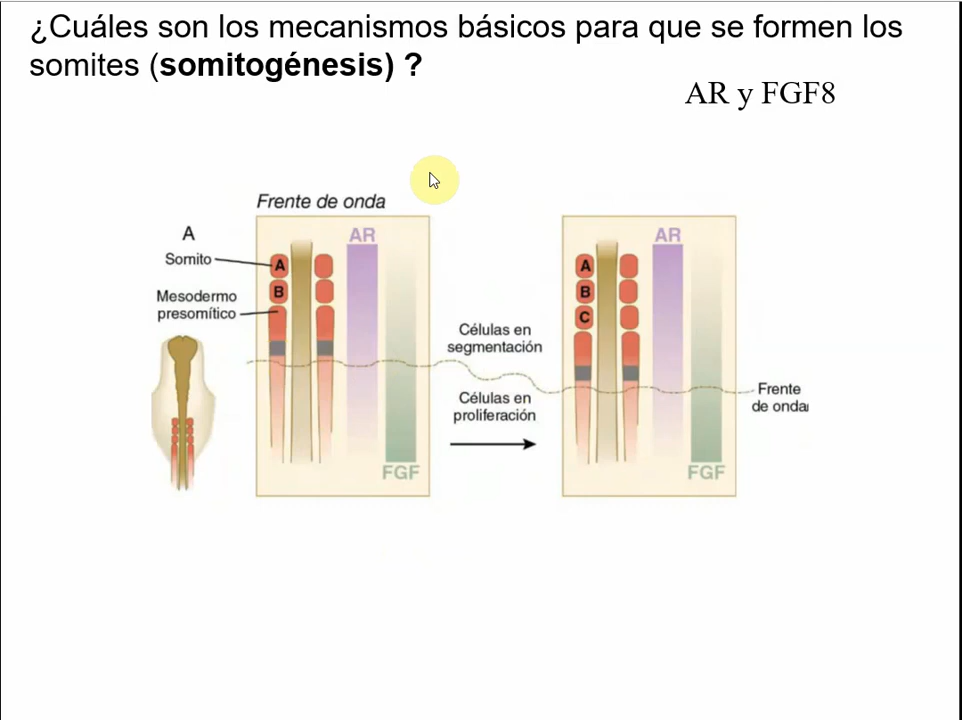 ¿Cuáles son los mecanismos básicos para que se formen los
somites (somitogénesis) ?
AR y FGF8
Frente de onda
A
Somito
Mesodermo
presomítico
A
B
AR
FGF
Células en
segmentación
Células en
proliferación
A
B
C
AR
FGF
Frente
de onda